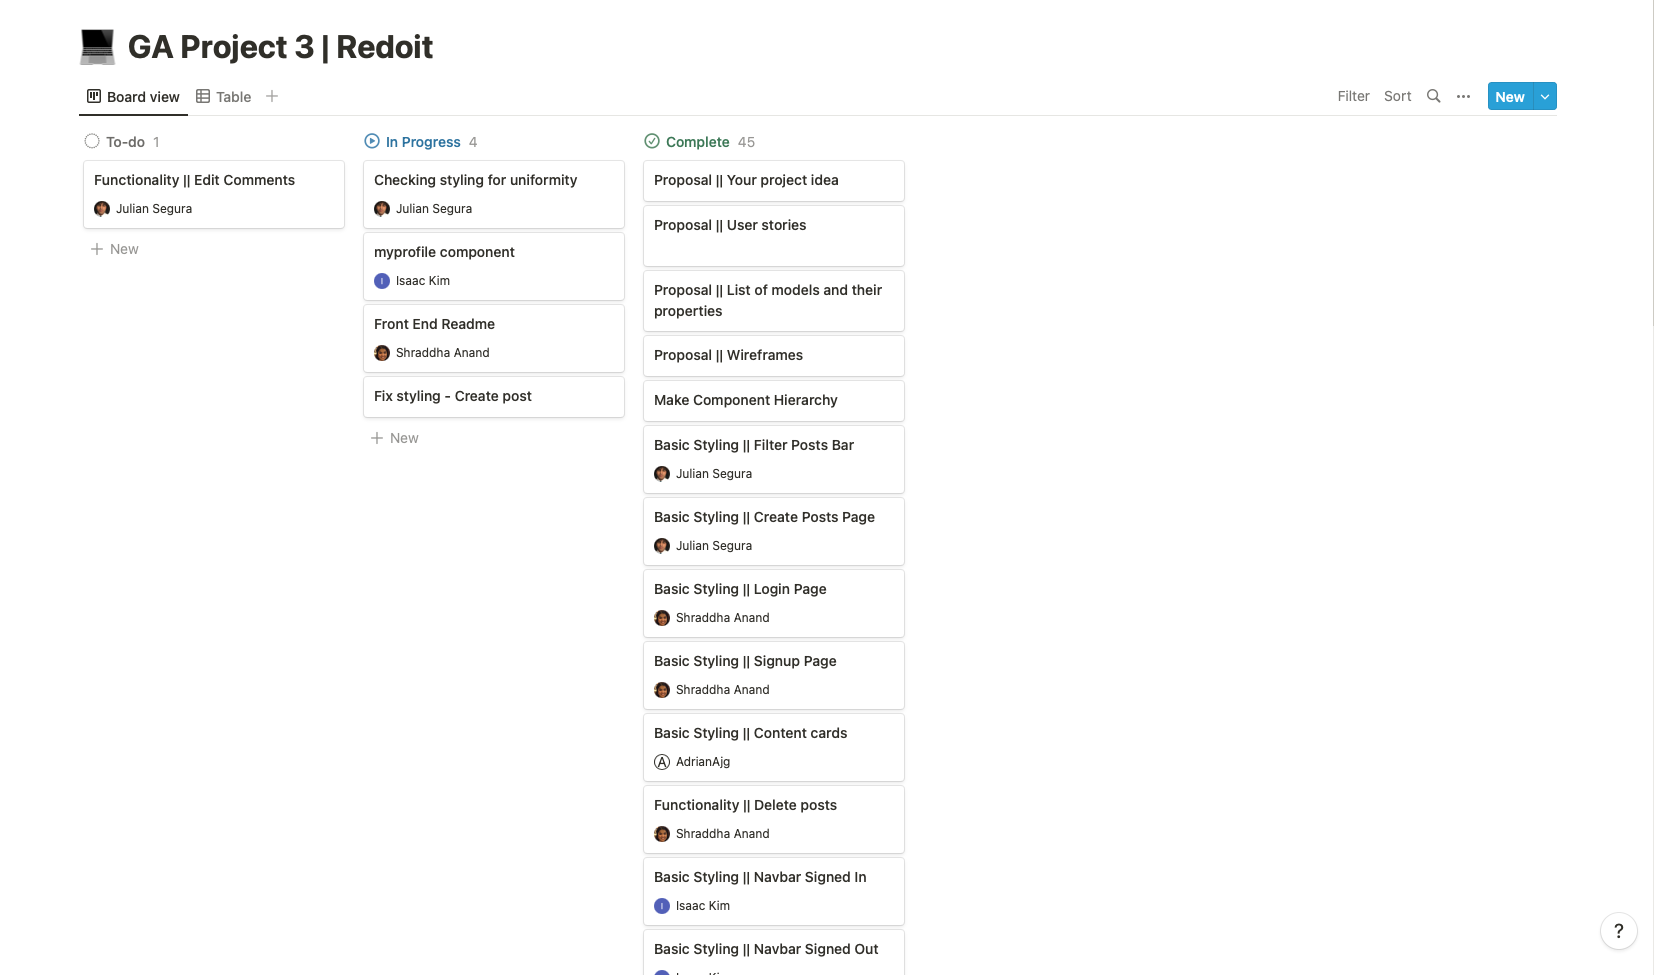 GA Project 3 | Redoit
Board view
Table
Filter
Sort
New
To-do 1
Functionality || Edit Comments
Julian Segura
New
In Progress 4
Checking styling for uniformity
Julian Segura
myprofile component
I Isaac Kim
Front End Readme
Shraddha Anand
Fix styling - Create post
New
Complete 45
Proposal || Your project idea
Proposal || User stories
Proposal || List of models and their
properties
Proposal || Wireframes
Make Component Hierarchy
Basic Styling || Filter Posts Bar
Julian Segura
Basic Styling || Create Posts Page
Julian Segura
Basic Styling || Login Page
Shraddha Anand
Basic Styling || Signup Page
Shraddha Anand
Basic Styling || Content cards
A AdrianAjg
Functionality || Delete posts
Shraddha Anand
Basic Styling || Navbar Signed In
I Isaac Kim
Basic Styling || Navbar Signed Out
?